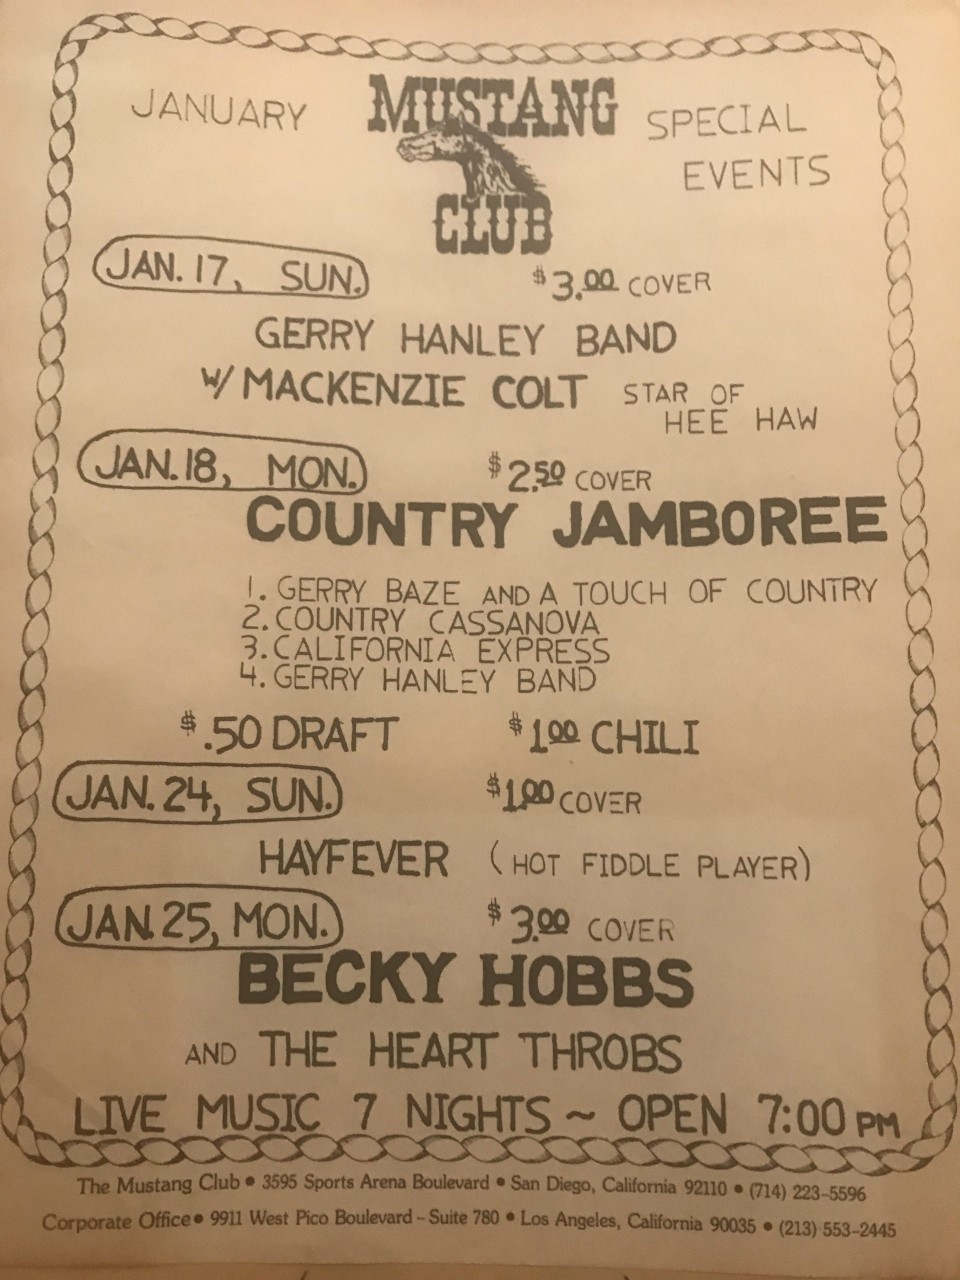 JANUARY MUSTANG SPECIAL
EVENTS
CLUB
JAN. 17, SUN. $3.00 COVER
GERRY HANLEY BAND
W/ MACKENZIE COLT STAR OF
HEE HAW
JAN. 18, MON. $2.50 COVER
COUNTRY JAMBOREE
1. GERRY BAZE AND A TOUCH OF COUNTRY
2. COUNTRY CASSANOVA
3. CALIFORNIA EXPRESS
4. GERRY HANLEY BAND
$.50 DRAFT $1.00 CHILI
JAN. 24, SUN. $1.00 COVER
HAYFEVER (HOT FIDDLE PLAYER)
JAN. 25, MON. $3.00 COVER
BECKY HOBBS
AND THE HEART THROBS
LIVE MUSIC 7 NIGHTS ~ OPEN 7:00 PM
The Mustang Club • 3595 Sports Arena Boulevard • San Diego, California 92110 • (714) 223-5596
Corporate Office • 9911 West Pico Boulevard - Suite 780 • Los Angeles, California 90035 • (213) 553-2445